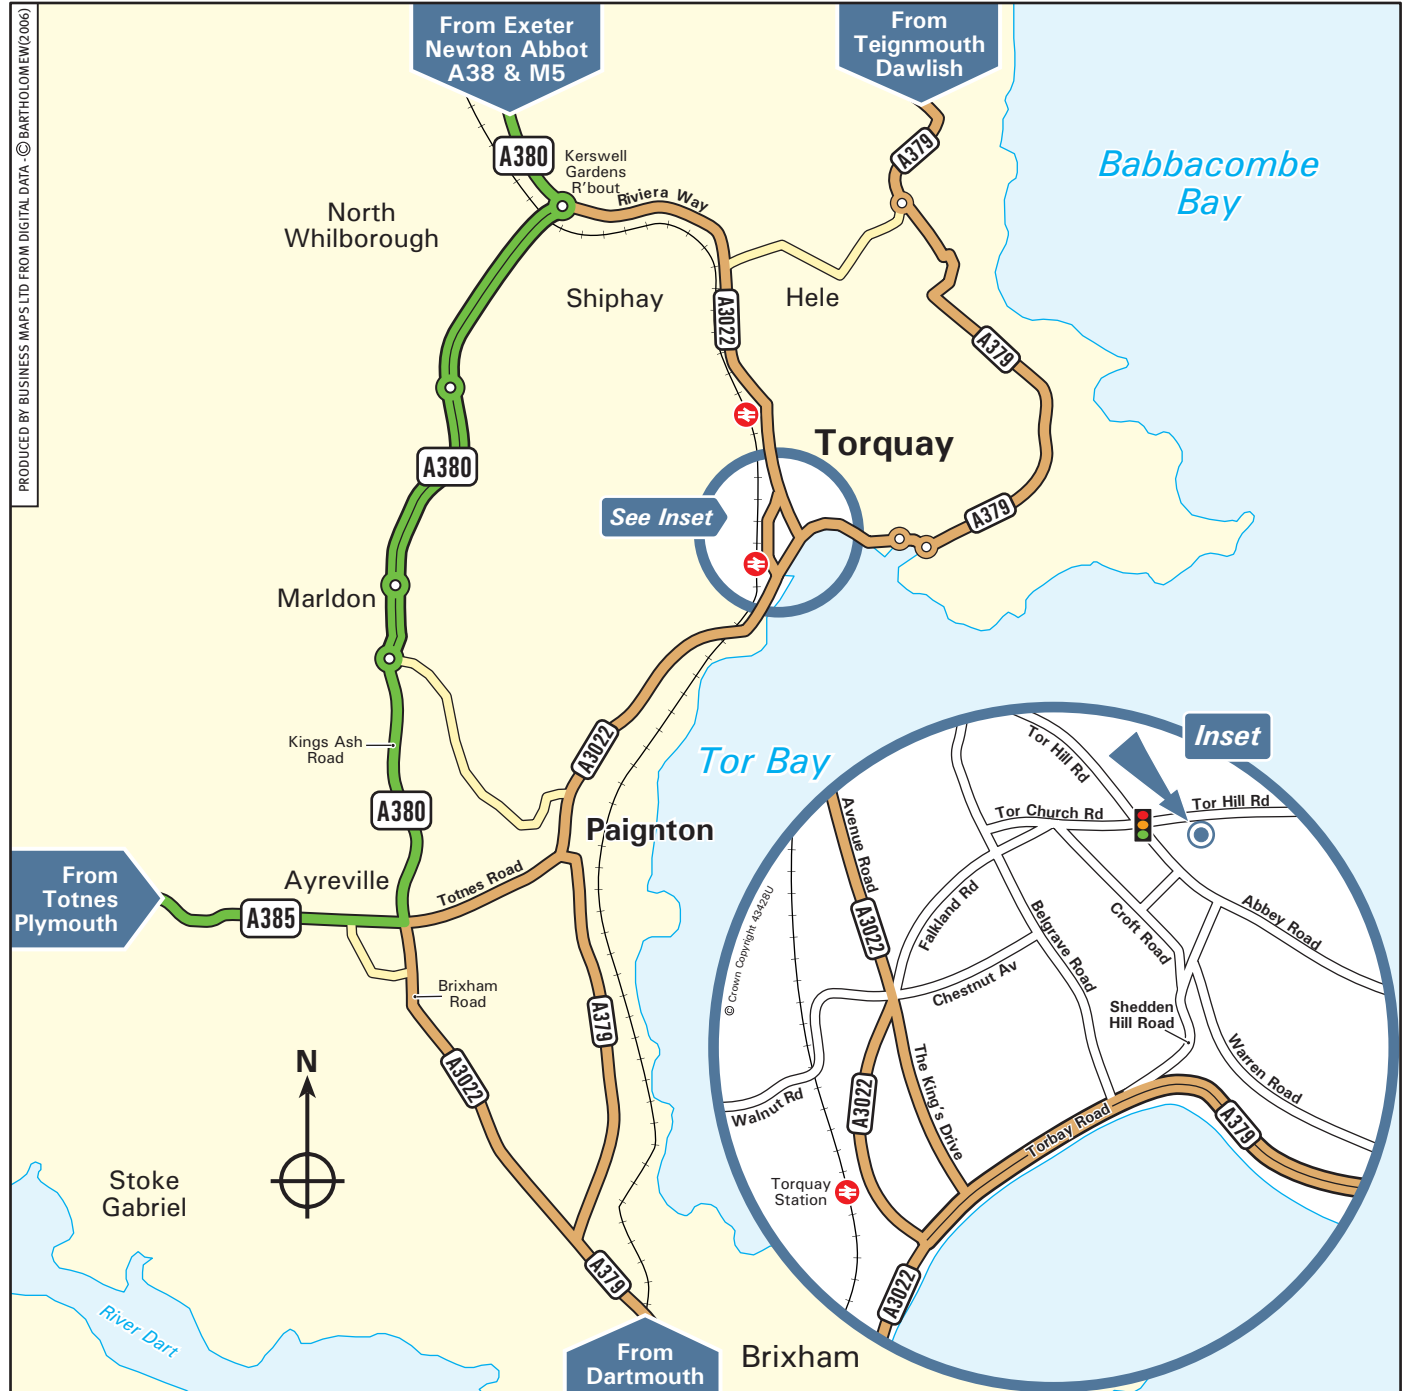 PRODUCED BY BUSINESS MAPS LTD FROM DIGITAL DATA - © BARTHOLOMEW(2006)
From Exeter
Newton Abbot
A38 & M5
From
Teignmouth
Dawlish
A380
Kerswell
Gardens
R'bout
Riviera Way
A379
Babbacombe
Bay
North
Whilborough
Shiphay
Hele
A3022
A379
Torquay
A380
See Inset
A379
Marldon
Kings Ash
Road
A3022
Tor Bay
A380
Paignton
From
Totnes
Plymouth
Ayreville
Totnes Road
A385
Brixham
Road
A379
A3022
N
Stoke
Gabriel
River Dart
A379
From
Dartmouth
Brixham
Inset
Tor Hill Rd
Tor Hill Rd
Tor Church Rd
Avenue Road
A3022
Falkland Rd
Belgrave Road
Croft Road
Abbey Road
© Crown Copyright 43428U
Chestnut Av
Shedden
Hill Road
Warren Road
The King's Drive
A3022
Walnut Rd
Torbay Road
A379
Torquay
Station
A3022